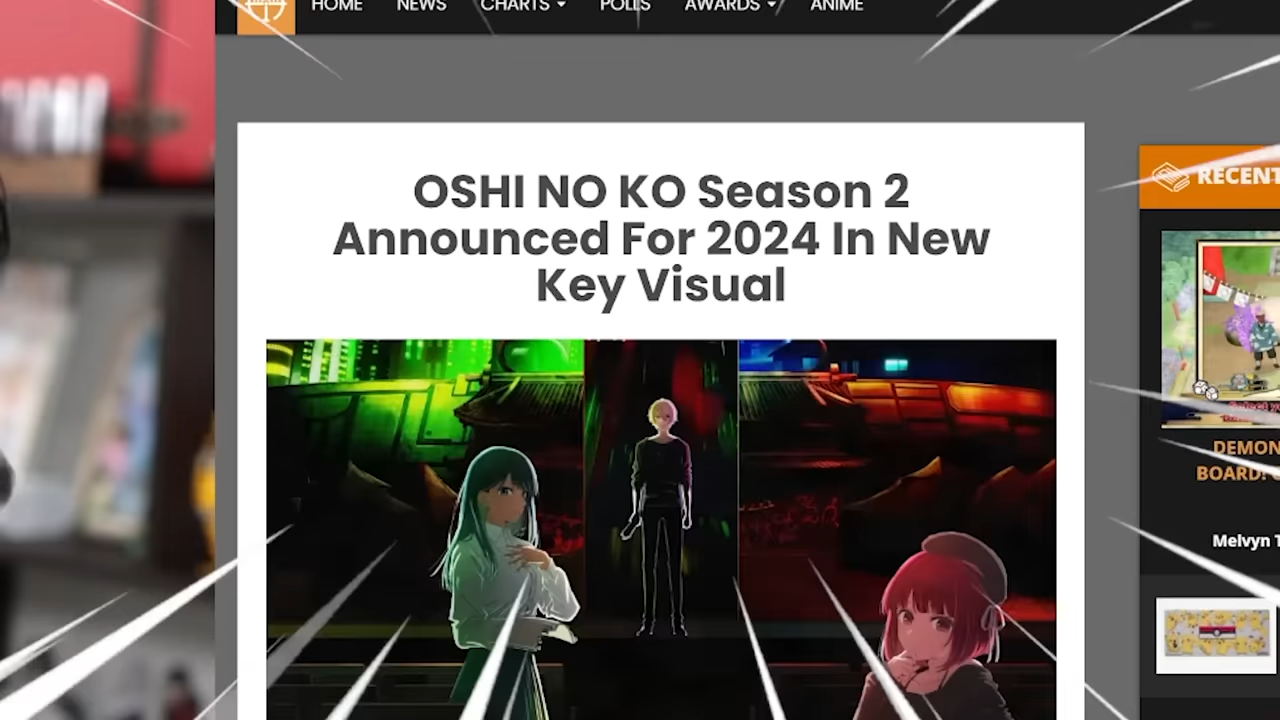 HOME NEWS CHARTS POLLS AWARDS ANIME
OSHI NO KO Season 2
Announced For 2024 In New
Key Visual
RECENT
DEMON
BOARD!
Melvyn T